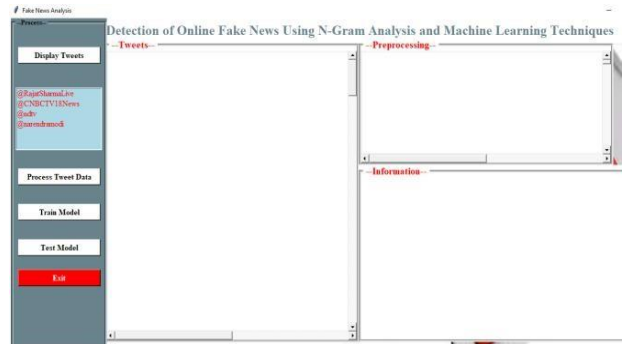 Fake News Analysis
--Process--
Detection of Online Fake News Using N-Gram Analysis and Machine Learning Techniques
Display Tweets
@RajatSharmaLive
@CNBCTV18News
@ndtv
@narendramodi
Process Tweet Data
Train Model
Test Model
Exit
--Tweets--
--Preprocessing--
--Information--